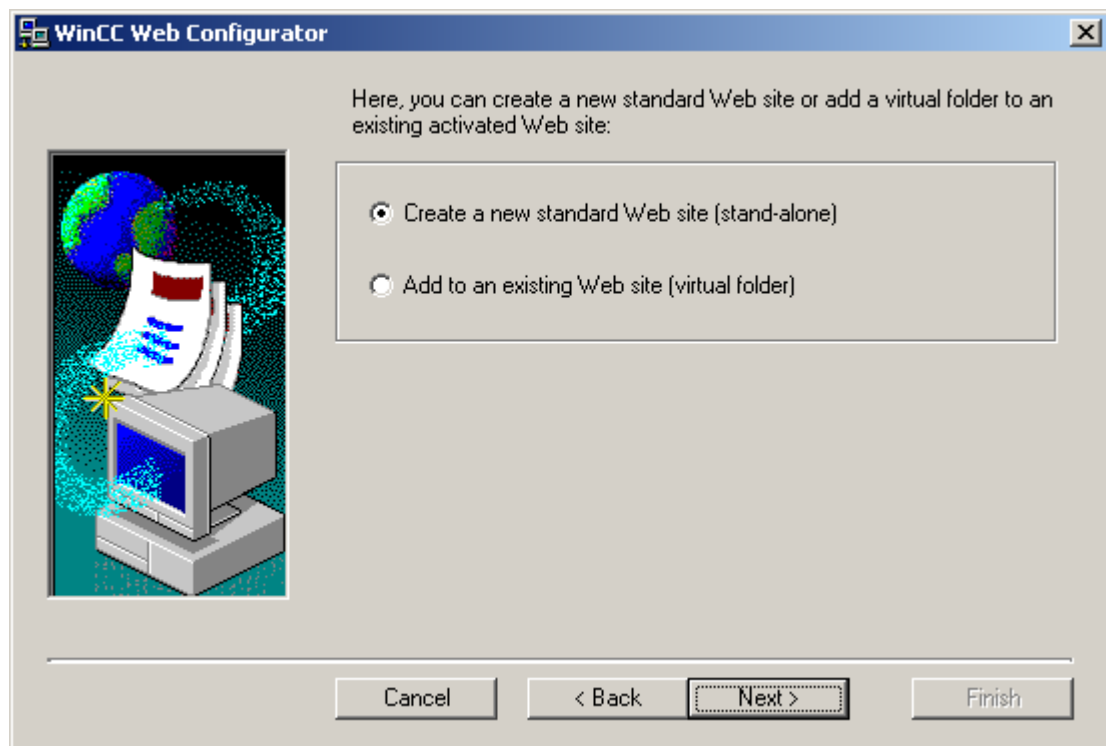 WinCC Web Configurator
Here, you can create a new standard Web site or add a virtual folder to an
existing activated Web site:
Create a new standard Web site (stand-alone)
Add to an existing Web site (virtual folder)
Cancel
< Back
Next >
Finish